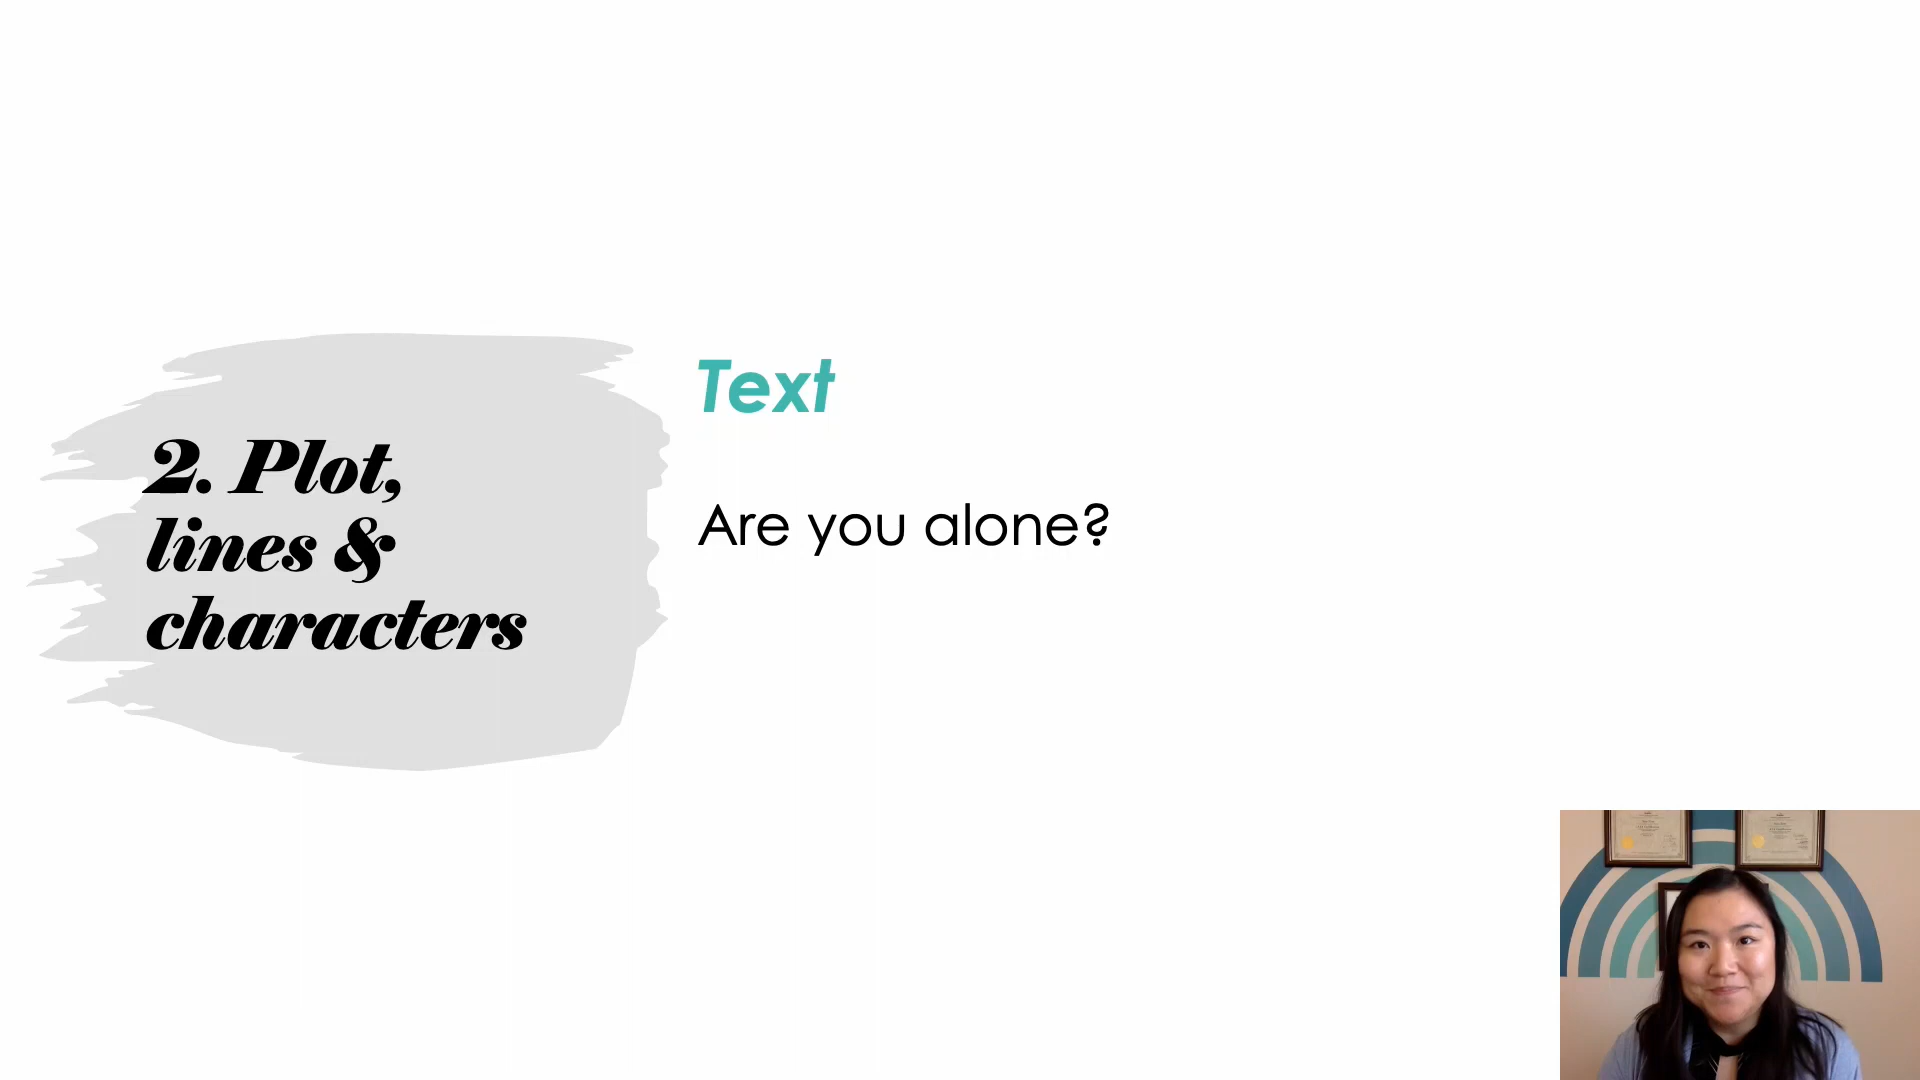 2. Plot,
lines &
characters
Text
Are you alone?